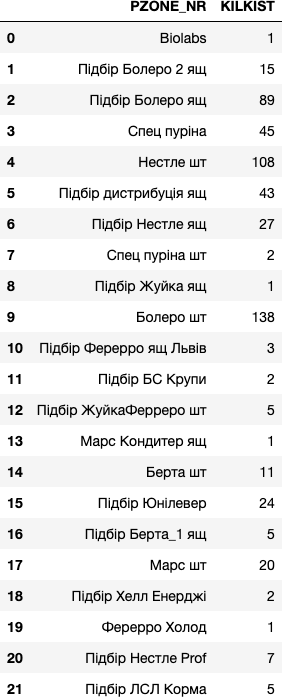 PZONE_NR KILKIST
0 Biolabs 1
1 Підбір Болеро 2 ящ 15
2 Підбір Болеро ящ 89
3 Спец пуріна 45
4 Нестле шт 108
5 Підбір дистрибуція ящ 43
6 Підбір Нестле ящ 27
7 Спец пуріна шт 2
8 Підбір Жуйка ящ 1
9 Болеро шт 138
10 Підбір Фереро ящ Львів 3
11 Підбір БС Крупи 2
12 Підбір ЖуйкаФерреро шт 5
13 Марс Кондитер ящ 1
14 Берта шт 11
15 Підбір Юнілевер 24
16 Підбір Берта_1 ящ 5
17 Марс шт 20
18 Підбір Хелл Енерджі 2
19 Фереро Холод 1
20 Підбір Нестле Prof 7
21 Підбір ЛСЛ Корма 5